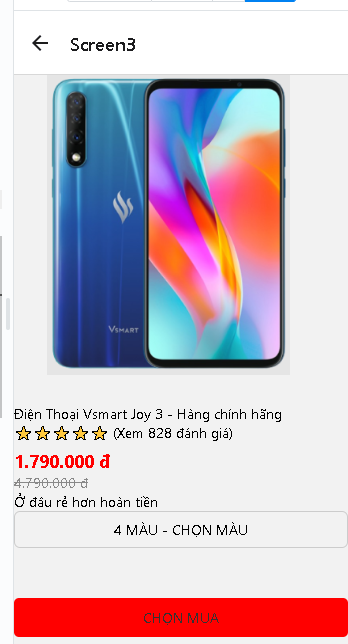 Screen3
VSMART
Điện Thoại Vsmart Joy 3 - Hàng chính hãng
(Xem 828 đánh giá)
1.790.000 đ
4.790.000 đ
Ở đâu rẻ hơn hoàn tiền
4 MÀU - CHỌN MÀU
CHỌN MUA